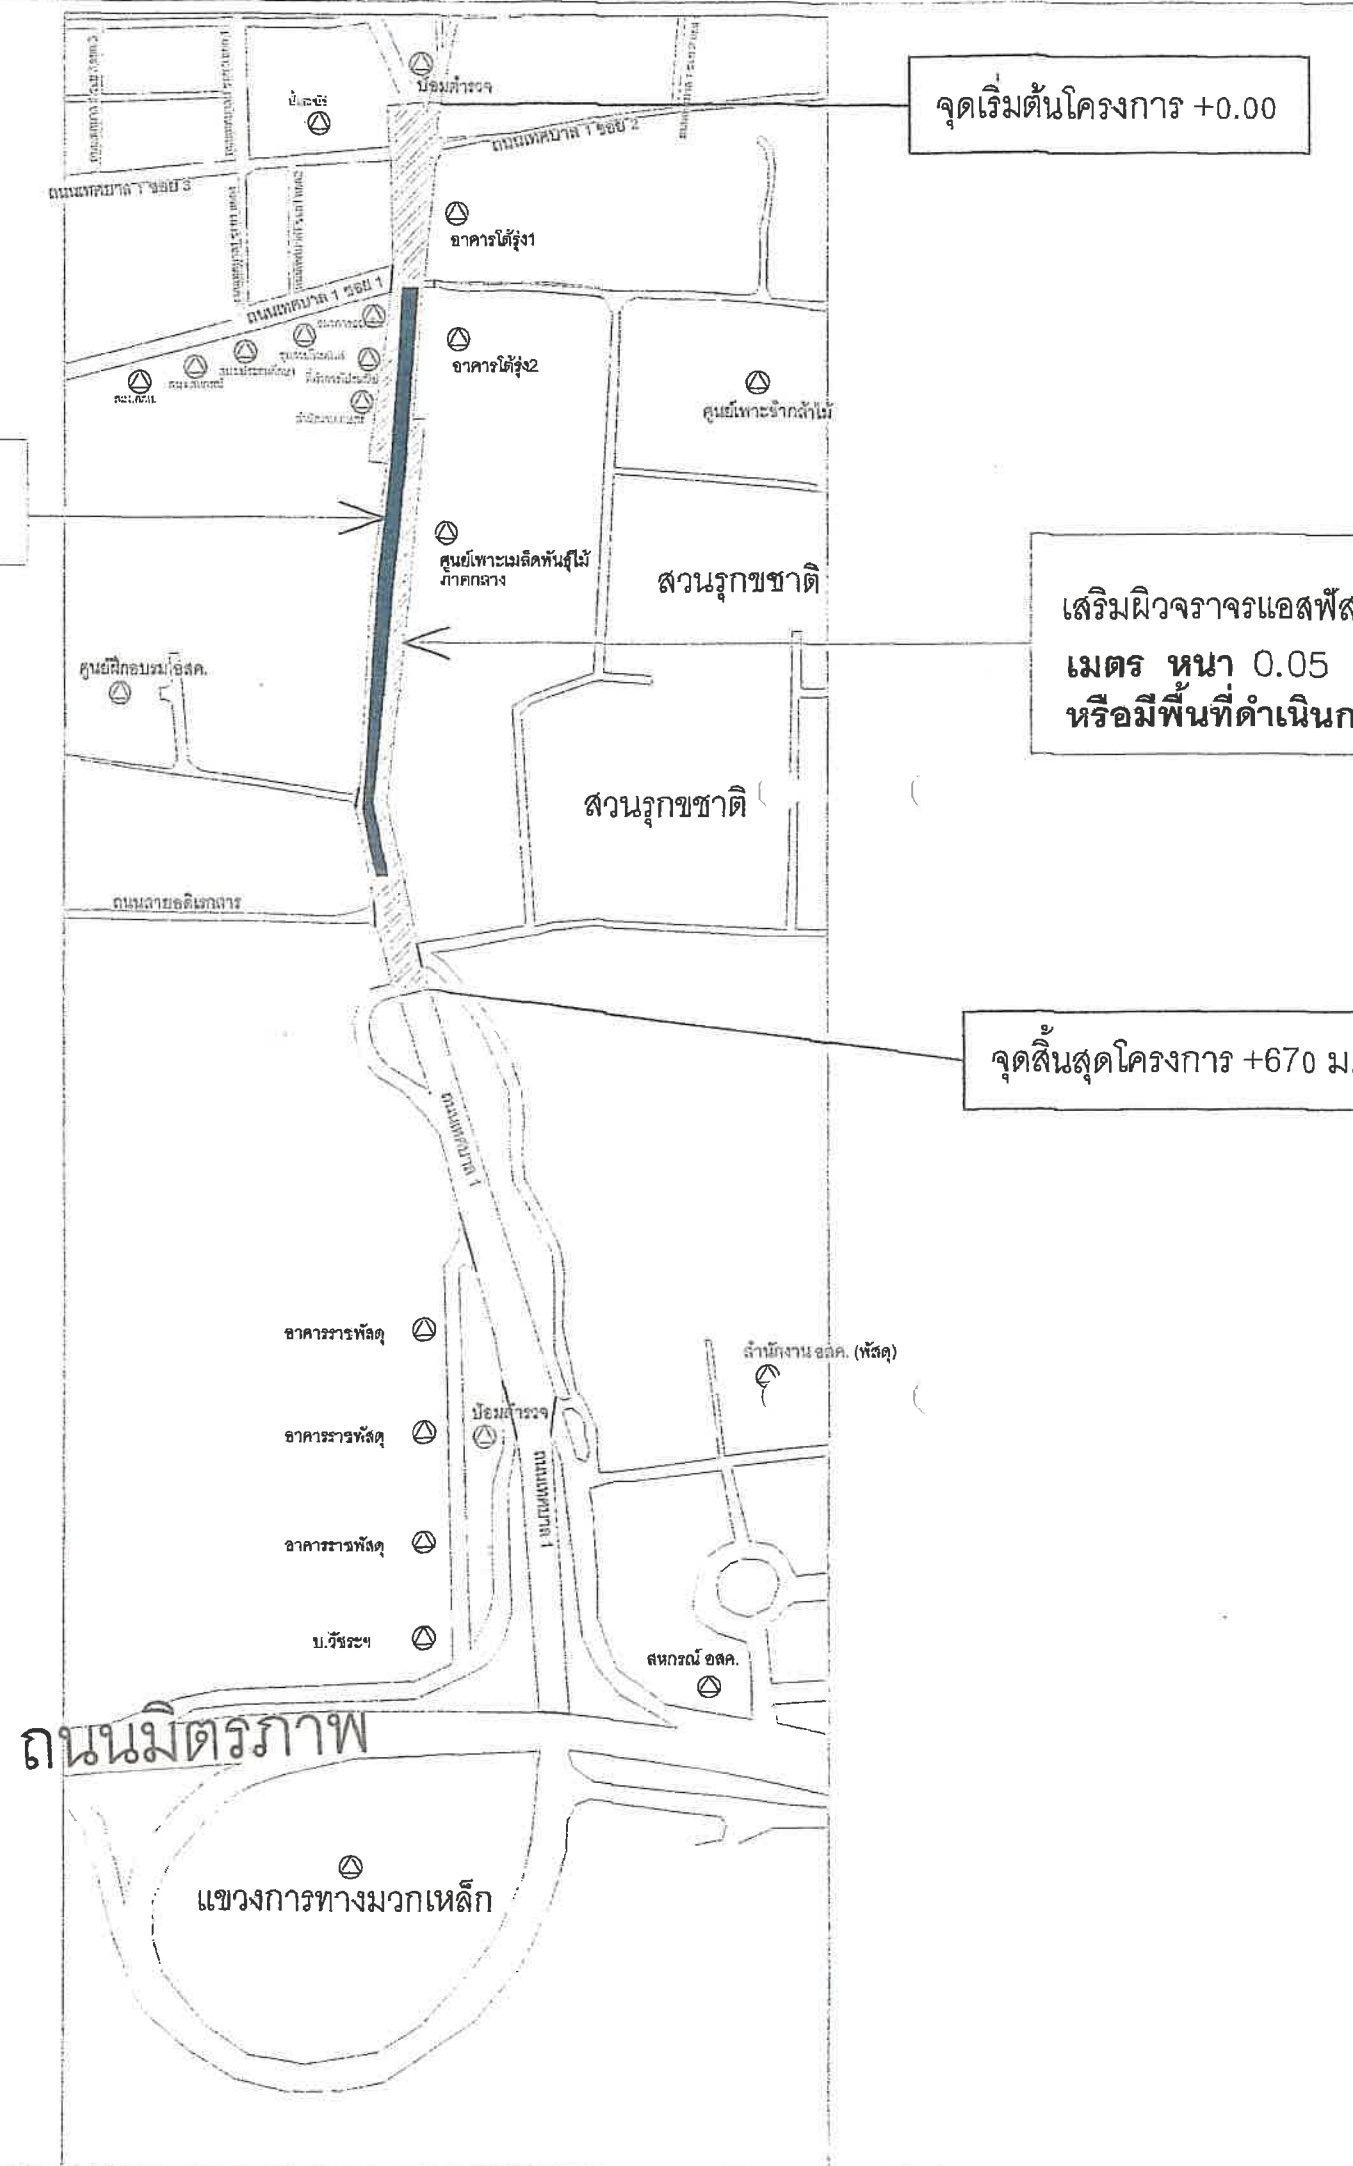 ป้อมตำรวจ
จุดเริ่มต้นโครงการ +0.00
ถนนเทศบาล 1 ซอย 2
ถนนเทศบาล 1 ซอย 3
อาคารโต้รุ่ง1
ถนนเทศบาล 1 ซอย 1
อาคารโต้รุ่ง2
ศูนย์เพาะชำกล้าไม้
ศูนย์เพาะเมล็ดพันธุ์ไม้
ภาคกลาง
สวนรุกขชาติ
เสริมผิวจราจรแอสฟัส
เมตร หนา 0.05
หรือมีพื้นที่ดำเนินก
ศูนย์ฝึกอบรม อสค.
สวนรุกขชาติ
ถนนสายอดิเรกสาร
จุดสิ้นสุดโครงการ +670 ม.
ถนนเทศบาล 1
อาคารราชพัสดุ
สำนักงาน อสค. (พัสดุ)
ป้อมตำรวจ
อาคารราชพัสดุ
ถนนเทศบาล 1
อาคารราชพัสดุ
บ.วัชระฯ
สหกรณ์ อสค.
ถนนมิตรภาพ
แขวงการทางมวกเหล็ก